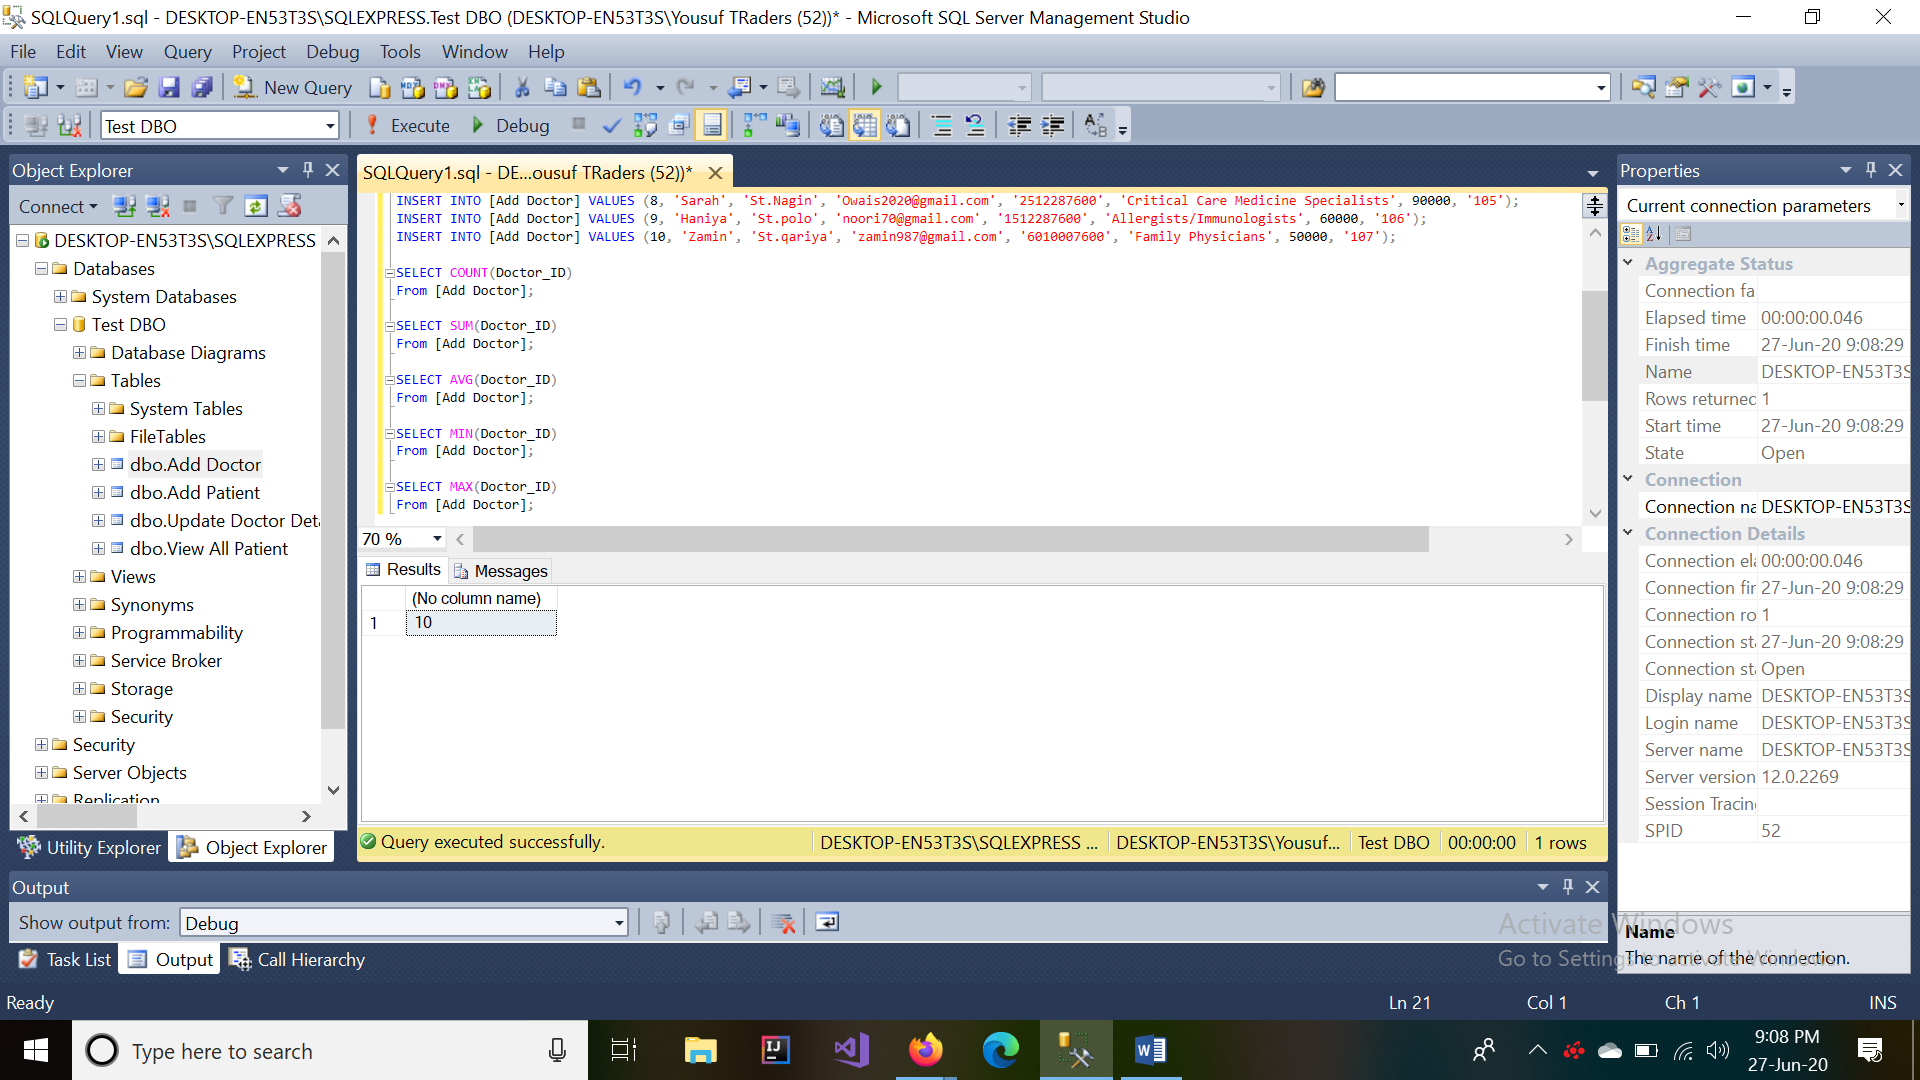 SQLQuery1.sql - DESKTOP-EN53T3S\SQLEXPRESS.Test DBO (DESKTOP-EN53T3S\Yousuf TRaders (52))* - Microsoft SQL Server Management Studio
File Edit View Query Project Debug Tools Window Help
New Query
Test DBO Execute Debug
Object Explorer
Connect
DESKTOP-EN53T3S\SQLEXPRESS
Databases
System Databases
Test DBO
Database Diagrams
Tables
System Tables
FileTables
dbo.Add Doctor
dbo.Add Patient
dbo.Update Doctor Deta
dbo.View All Patient
Views
Synonyms
Programmability
Service Broker
Storage
Security
Security
Server Objects
Replication
Utility Explorer Object Explorer
SQLQuery1.sql - DE...ousuf TRaders (52))*
INSERT INTO [Add Doctor] VALUES (8, 'Sarah', 'St.Nagin', 'Owais2020@gmail.com', '2512287600', 'Critical Care Medicine Specialists', 90000, '105');
INSERT INTO [Add Doctor] VALUES (9, 'Haniya', 'St.polo', 'noori70@gmail.com', '1512287600', 'Allergists/Immunologists', 60000, '106');
INSERT INTO [Add Doctor] VALUES (10, 'Zamin', 'St.qariya', 'zamin987@gmail.com', '6010007600', 'Family Physicians', 50000, '107');
SELECT COUNT(Doctor_ID)
From [Add Doctor];
SELECT SUM(Doctor_ID)
From [Add Doctor];
SELECT AVG(Doctor_ID)
From [Add Doctor];
SELECT MIN(Doctor_ID)
From [Add Doctor];
SELECT MAX(Doctor_ID)
From [Add Doctor];
70 %
Results Messages
(No column name)
1 10
Query executed successfully. DESKTOP-EN53T3S\SQLEXPRESS ... DESKTOP-EN53T3S\Yousuf... Test DBO 00:00:00 1 rows
Properties
Current connection parameters
Aggregate Status
Connection fa
Elapsed time 00:00:00.046
Finish time 27-Jun-20 9:08:29
Name DESKTOP-EN53T3S
Rows returnec 1
Start time 27-Jun-20 9:08:29
State Open
Connection
Connection na DESKTOP-EN53T3S
Connection Details
Connection ela 00:00:00.046
Connection fin 27-Jun-20 9:08:29
Connection ro 1
Connection sta 27-Jun-20 9:08:29
Connection sta Open
Display name DESKTOP-EN53T3S
Login name DESKTOP-EN53T3S
Server name DESKTOP-EN53T3S
Server version 12.0.2269
Session Tracin
SPID 52
Name
The name of the connection.
Activate Windows
Go to Settings to activate Windows.
Output
Show output from: Debug
Task List Output Call Hierarchy
Ready Ln 21 Col 1 Ch 1 INS
Type here to search
9:08 PM
27-Jun-20